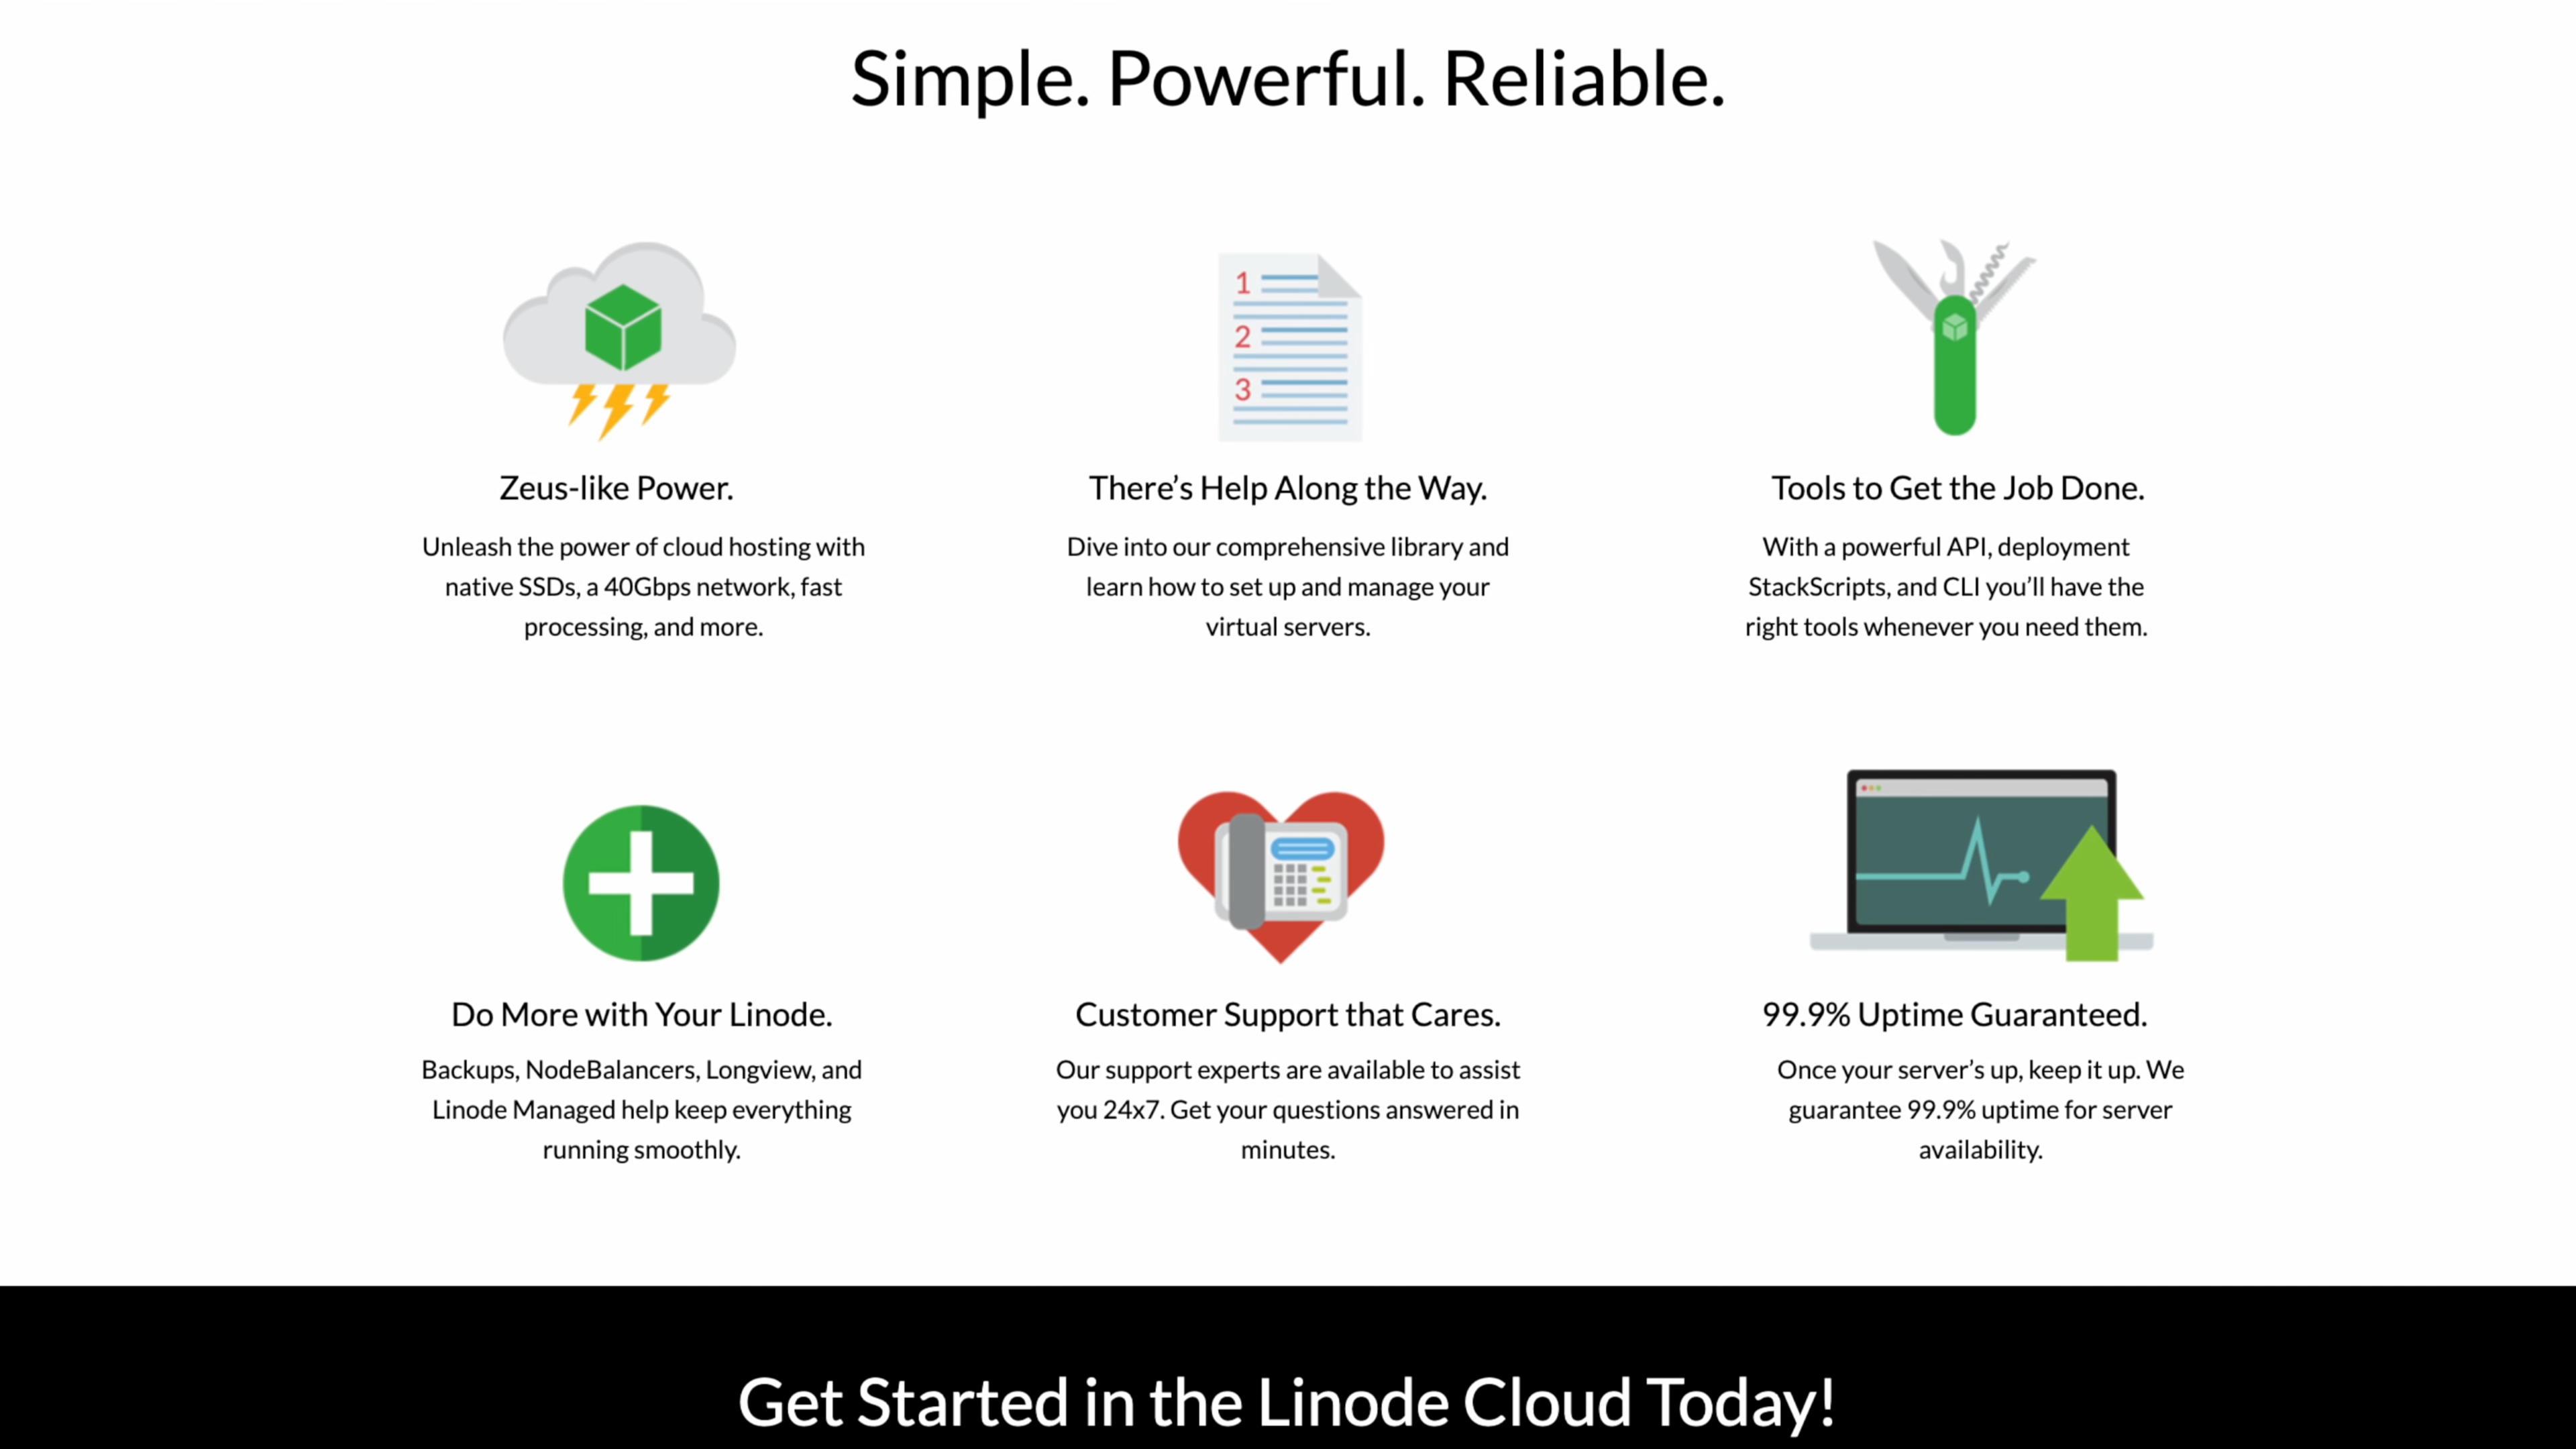 Simple. Powerful. Reliable.
1
2
3
Zeus-like Power.
Unleash the power of cloud hosting with
native SSDs, a 40Gbps network, fast
processing, and more.
There’s Help Along the Way.
Dive into our comprehensive library and
learn how to set up and manage your
virtual servers.
Tools to Get the Job Done.
With a powerful API, deployment
StackScripts, and CLI you’ll have the
right tools whenever you need them.
Do More with Your Linode.
Backups, NodeBalancers, Longview, and
Linode Managed help keep everything
running smoothly.
Customer Support that Cares.
Our support experts are available to assist
you 24x7. Get your questions answered in
minutes.
99.9% Uptime Guaranteed.
Once your server’s up, keep it up. We
guarantee 99.9% uptime for server
availability.
Get Started in the Linode Cloud Today!